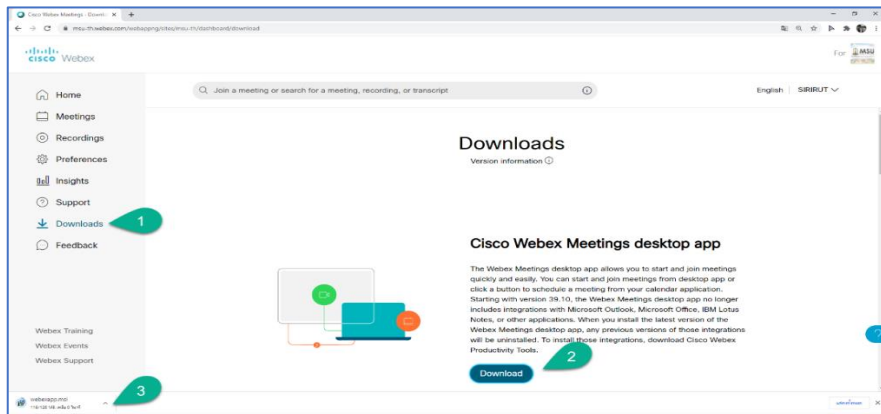 Cisco Webex Meetings - Downl
msu-th.webex.com/webappng/sites/msu-th/dashboard/download
CISCO Webex
For MSU
Join a meeting or search for a meeting, recording, or transcript
English SIRIRUT
Home
Meetings
Recordings
Preferences
Insights
Support
Downloads
Feedback
1
Downloads
Version information
Cisco Webex Meetings desktop app
The Webex Meetings desktop app allows you to start and join meetings
quickly and easily. You can start and join meetings from desktop app or
click a button to schedule a meeting from your calendar application.
Starting with version 39.10, the Webex Meetings desktop app no longer
includes integrations with Microsoft Outlook, Microsoft Office, IBM Lotus
Notes, or other applications. When you install the latest version of the
Webex Meetings desktop app, any previous versions of those integrations
will be uninstalled. To install those integrations, download Cisco Webex
Productivity Tools.
2
Download
Webex Training
Webex Events
Webex Support
webexapp.msi
3